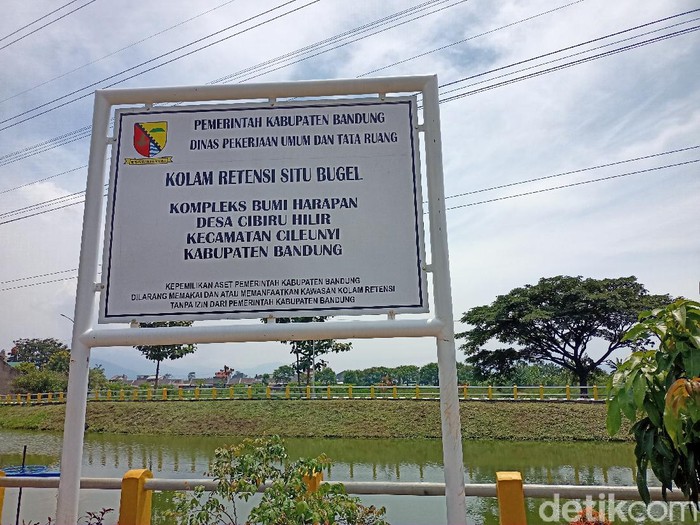 PEMERINTAH KABUPATEN BANDUNG
DINAS PEKERJAAN UMUM DAN TATA RUANG
KOLAM RETENSI SITU BUGEL
KOMPLEKS BUMI HARAPAN
DESA CIBIRU HILIR
KECAMATAN CILEUNYI
KABUPATEN BANDUNG
KEPEMILIKAN ASET PEMERINTAH KABUPATEN BANDUNG
DILARANG MEMAKAI DAN ATAU MEMANFAATKAN KAWASAN KOLAM RETENSI
TANPA IZIN DARI PEMERINTAH KABUPATEN BANDUNG
detikcom